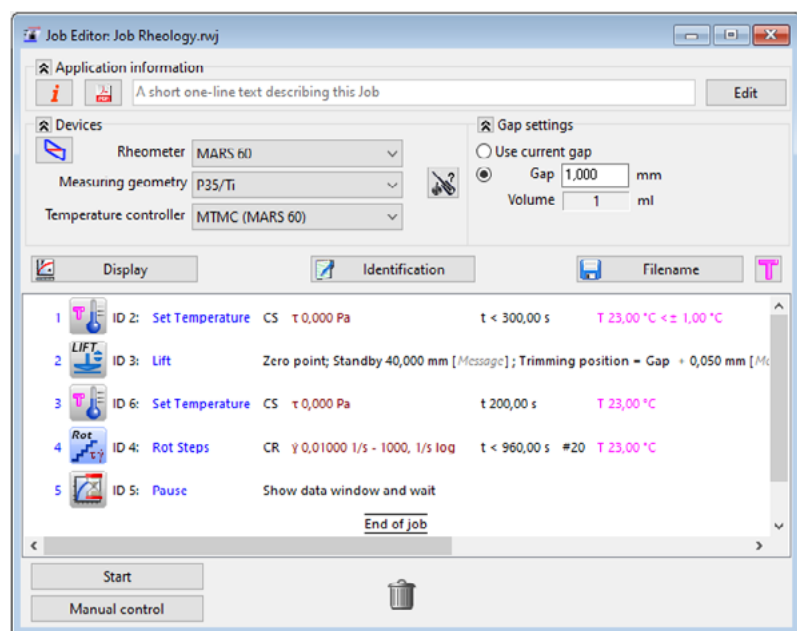 Job Editor: Job Rheology.rwj
Application information
i PDF A short one-line text describing this Job Edit
Devices Gap settings
Rheometer MARS 60 Use current gap
Measuring geometry P35/Ti ? Gap 1,000 mm
Temperature controller MTMC (MARS 60) Volume 1 ml
Display Identification Filename T
1 T ID 2: Set Temperature CS τ 0,000 Pa t < 300,00 s T 23,00 °C <± 1,00 °C
2 LIFT ID 3: Lift Zero point; Standby 40,000 mm [Message] ; Trimming position = Gap + 0,050 mm [
3 T ID 6: Set Temperature CS τ 0,000 Pa t 200,00 s T 23,00 °C
4 Rot τγ̇ ID 4: Rot Steps CR γ̇ 0,01000 1/s - 1000, 1/s log t < 960,00 s #20 T 23,00 °C
5 ID 5: Pause Show data window and wait
End of job
Start
Manual control